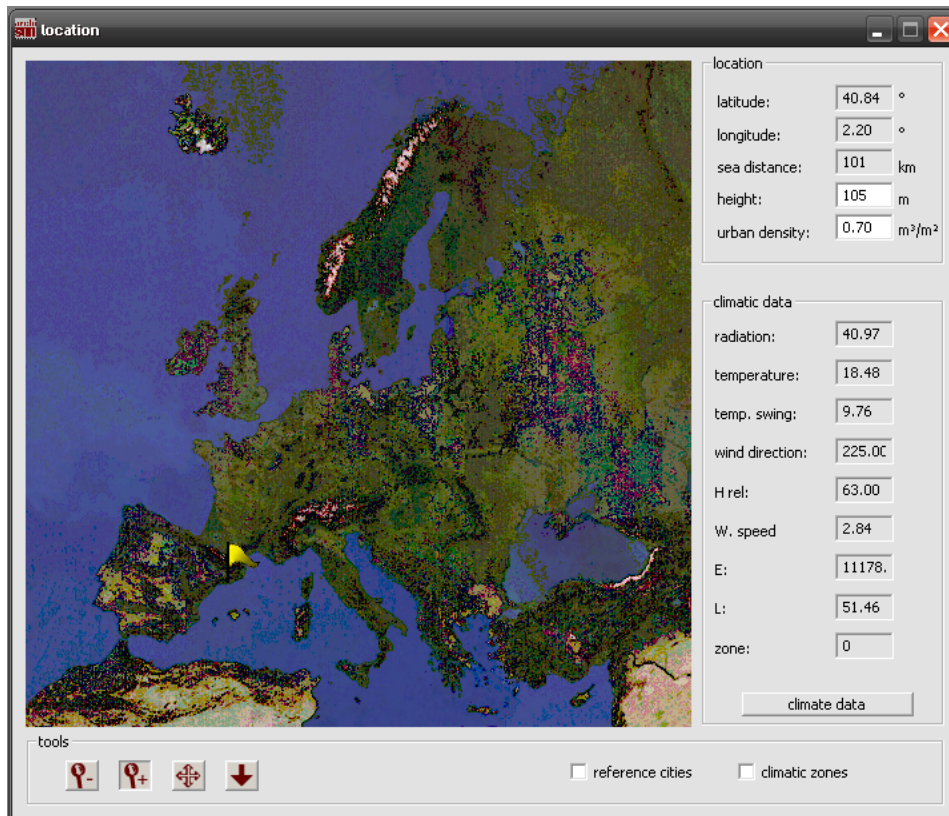 archi
sun location
location
latitude: 40.84 °
longitude: 2.20 °
sea distance: 101 km
height: 105 m
urban density: 0.70 m³/m²
climatic data
radiation: 40.97
temperature: 18.48
temp. swing: 9.76
wind direction: 225.00
H rel: 63.00
W. speed 2.84
E: 11178.
L: 51.46
zone: 0
climate data
tools
reference cities climatic zones